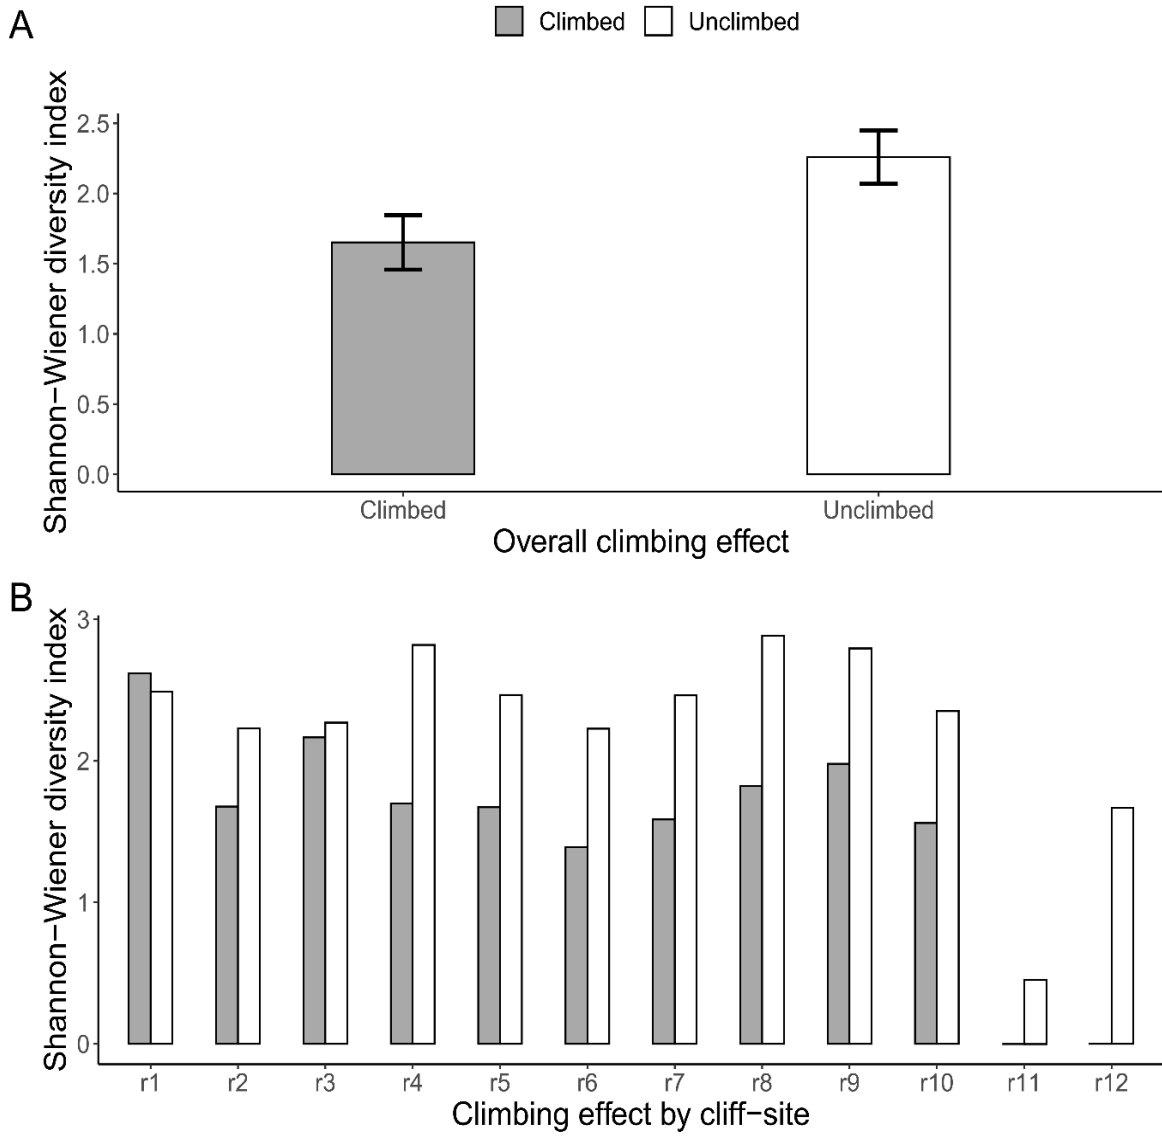 A
Climbed Unclimbed
Shannon−Wiener diversity index
2.5
2.0
1.5
1.0
0.5
0.0
Climbed Unclimbed
Overall climbing effect
B
Shannon−Wiener diversity index
3
2
1
0
r1 r2 r3 r4 r5 r6 r7 r8 r9 r10 r11 r12
Climbing effect by cliff−site